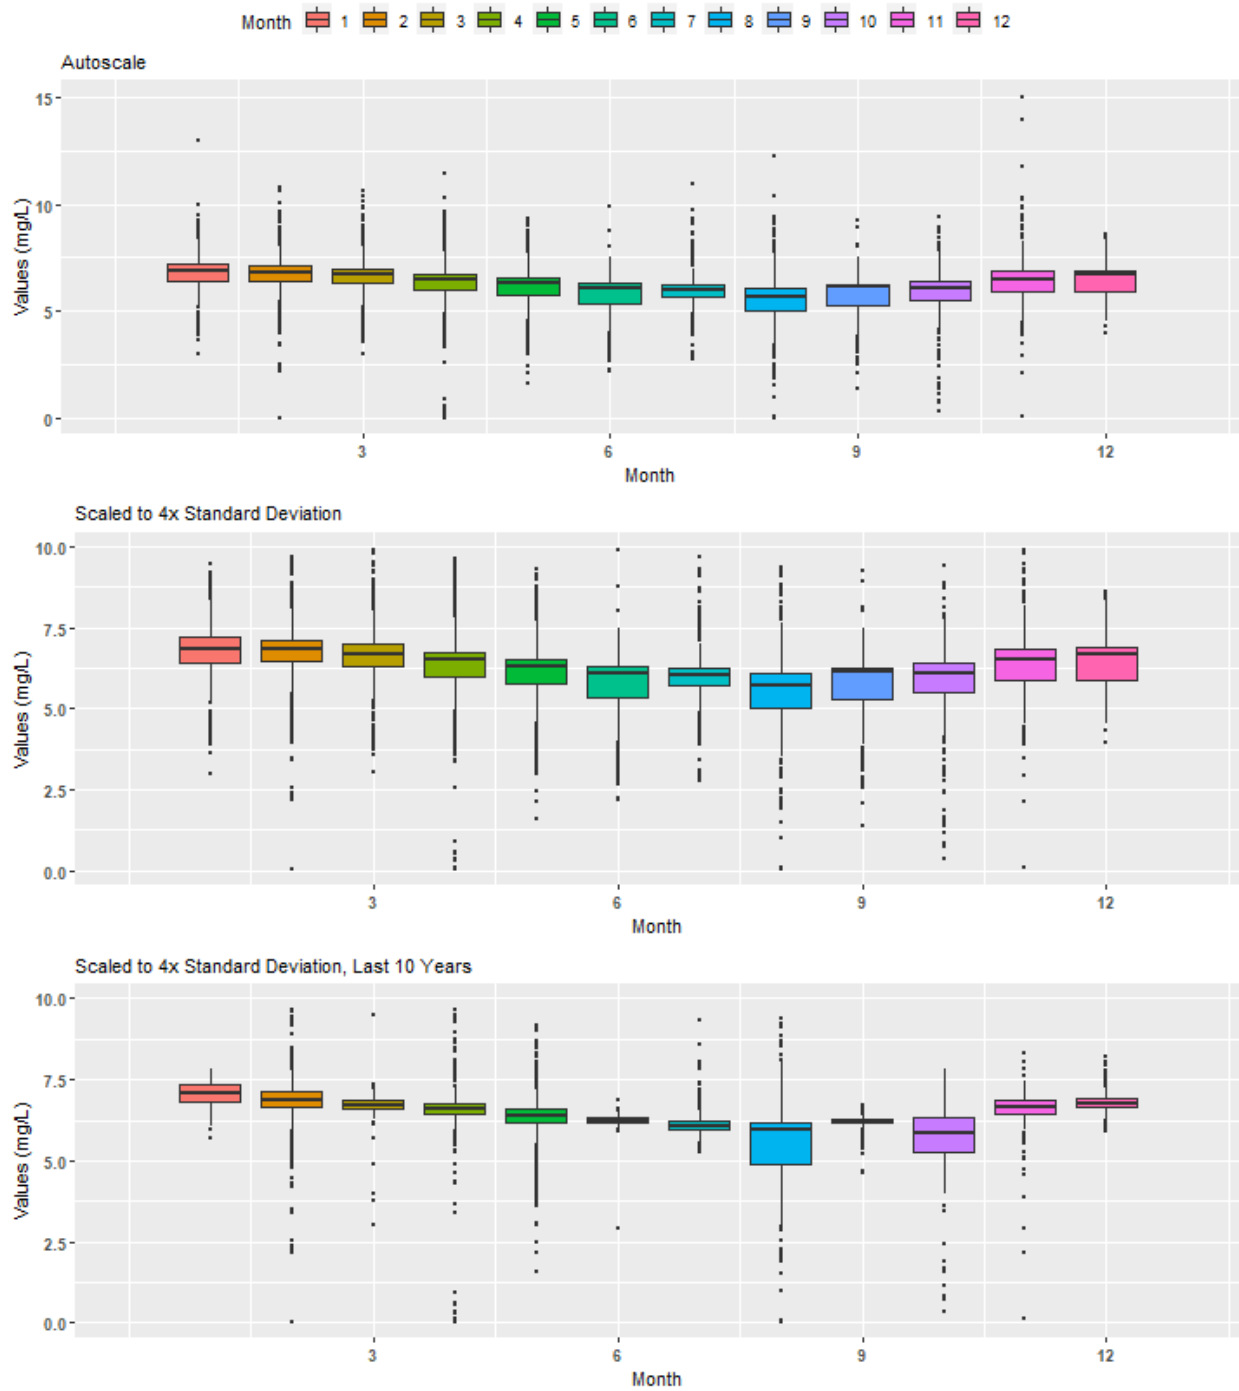 Month 1 2 3 4 5 6 7 8 9 10 11 12
Autoscale
15
10
5
0
Values (mg/L)
3 6 9 12
Month
Scaled to 4x Standard Deviation
10.0
7.5
5.0
2.5
0.0
Values (mg/L)
3 6 9 12
Month
Scaled to 4x Standard Deviation, Last 10 Years
10.0
7.5
5.0
2.5
0.0
Values (mg/L)
3 6 9 12
Month